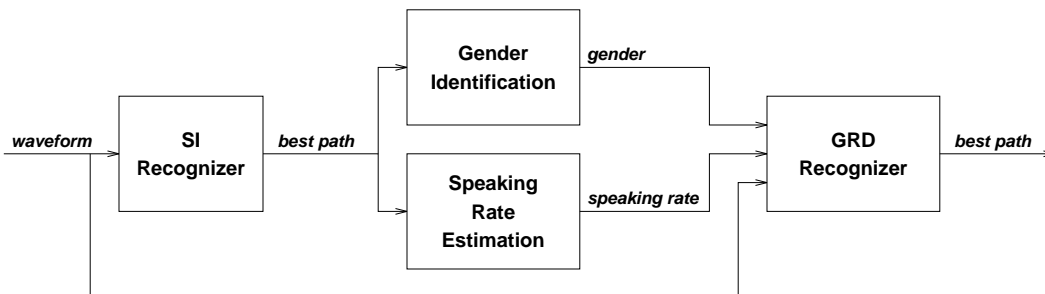 waveform
SI
Recognizer
best path
Gender
Identification
gender
Speaking
Rate
Estimation
speaking rate
GRD
Recognizer
best path